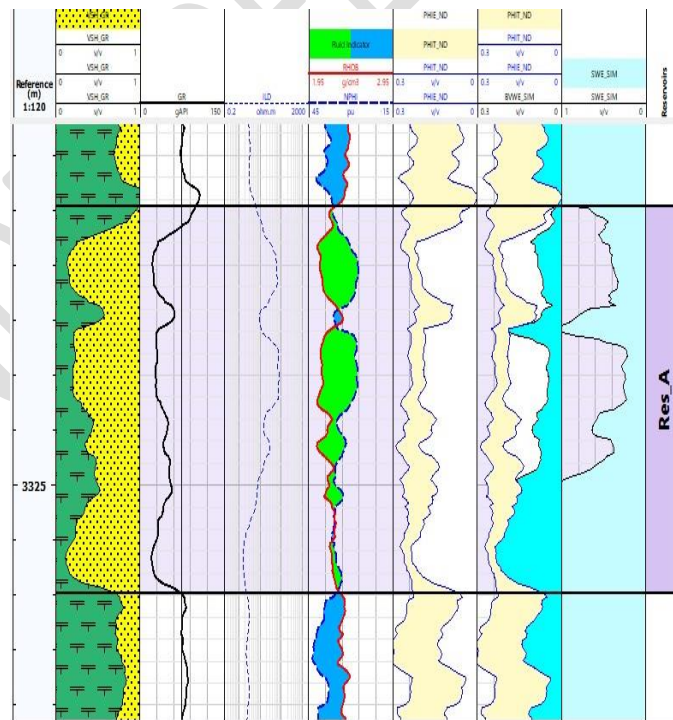 Reference
(m)
1:120
VSH_GR
VSH_GR
0 v/v 1
VSH_GR
0 v/v 1
VSH_GR
0 v/v 1
GR
0 gAPI 150
ILD
0.2 ohm.m 2000
Fluid Indicator
RHOB
1.95 g/cm3 2.95
NPHI
45 pu -15
PHIE_ND
PHIT_ND
PHIT_ND
0.3 v/v 0
PHIE_ND
0.3 v/v 0
PHIT_ND
PHIT_ND
0.3 v/v 0
PHIE_ND
0.3 v/v 0
BVWE_SIM
0.3 v/v 0
SWE_SIM
SWE_SIM
1 v/v 0
Reservoirs
3325
Res_A